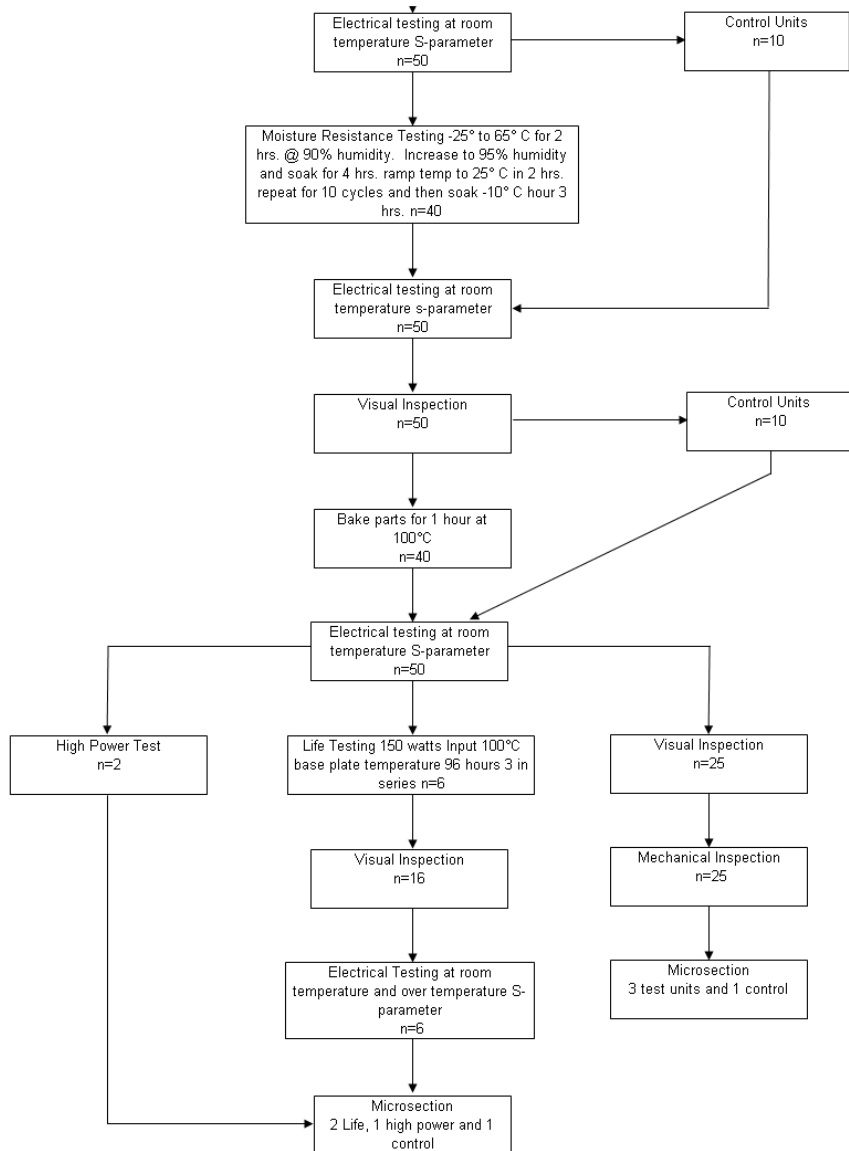 Electrical testing at room
temperature S-parameter
n=50
Control Units
n=10
Moisture Resistance Testing -25° to 65° C for 2
hrs. @ 90% humidity.  Increase to 95% humidity
and soak for 4 hrs. ramp temp to 25° C in 2 hrs.
repeat for 10 cycles and then soak -10° C hour 3
hrs. n=40
Electrical testing at room
temperature s-parameter
n=50
Visual Inspection
n=50
Control Units
n=10
Bake parts for 1 hour at
100°C
n=40
Electrical testing at room
temperature S-parameter
n=50
High Power Test
n=2
Life Testing 150 watts Input 100°C
base plate temperature 96 hours 3 in
series n=6
Visual Inspection
n=25
Visual Inspection
n=16
Mechanical Inspection
n=25
Electrical Testing at room
temperature and over temperature S-
parameter
n=6
Microsection
3 test units and 1 control
Microsection
2 Life, 1 high power and 1
control